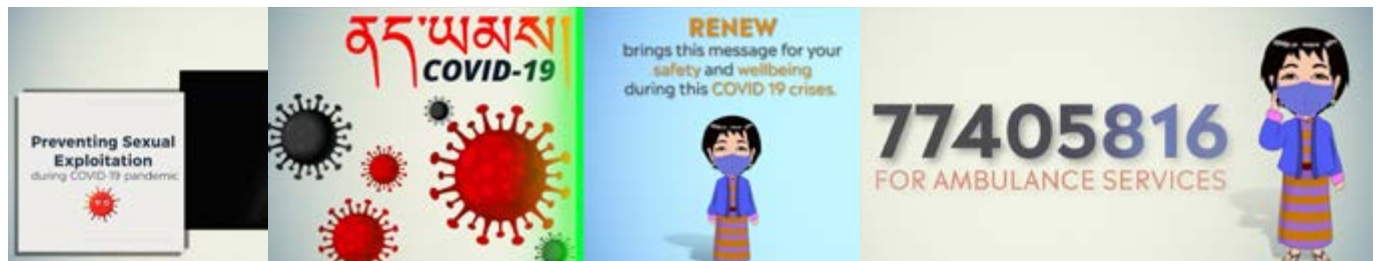 Preventing Sexual
Exploitation
during COVID-19 pandemic
ནད་ཡམས།
COVID-19
RENEW
brings this message for your
safety and wellbeing
during this COVID 19 crises.
77405816
FOR AMBULANCE SERVICES